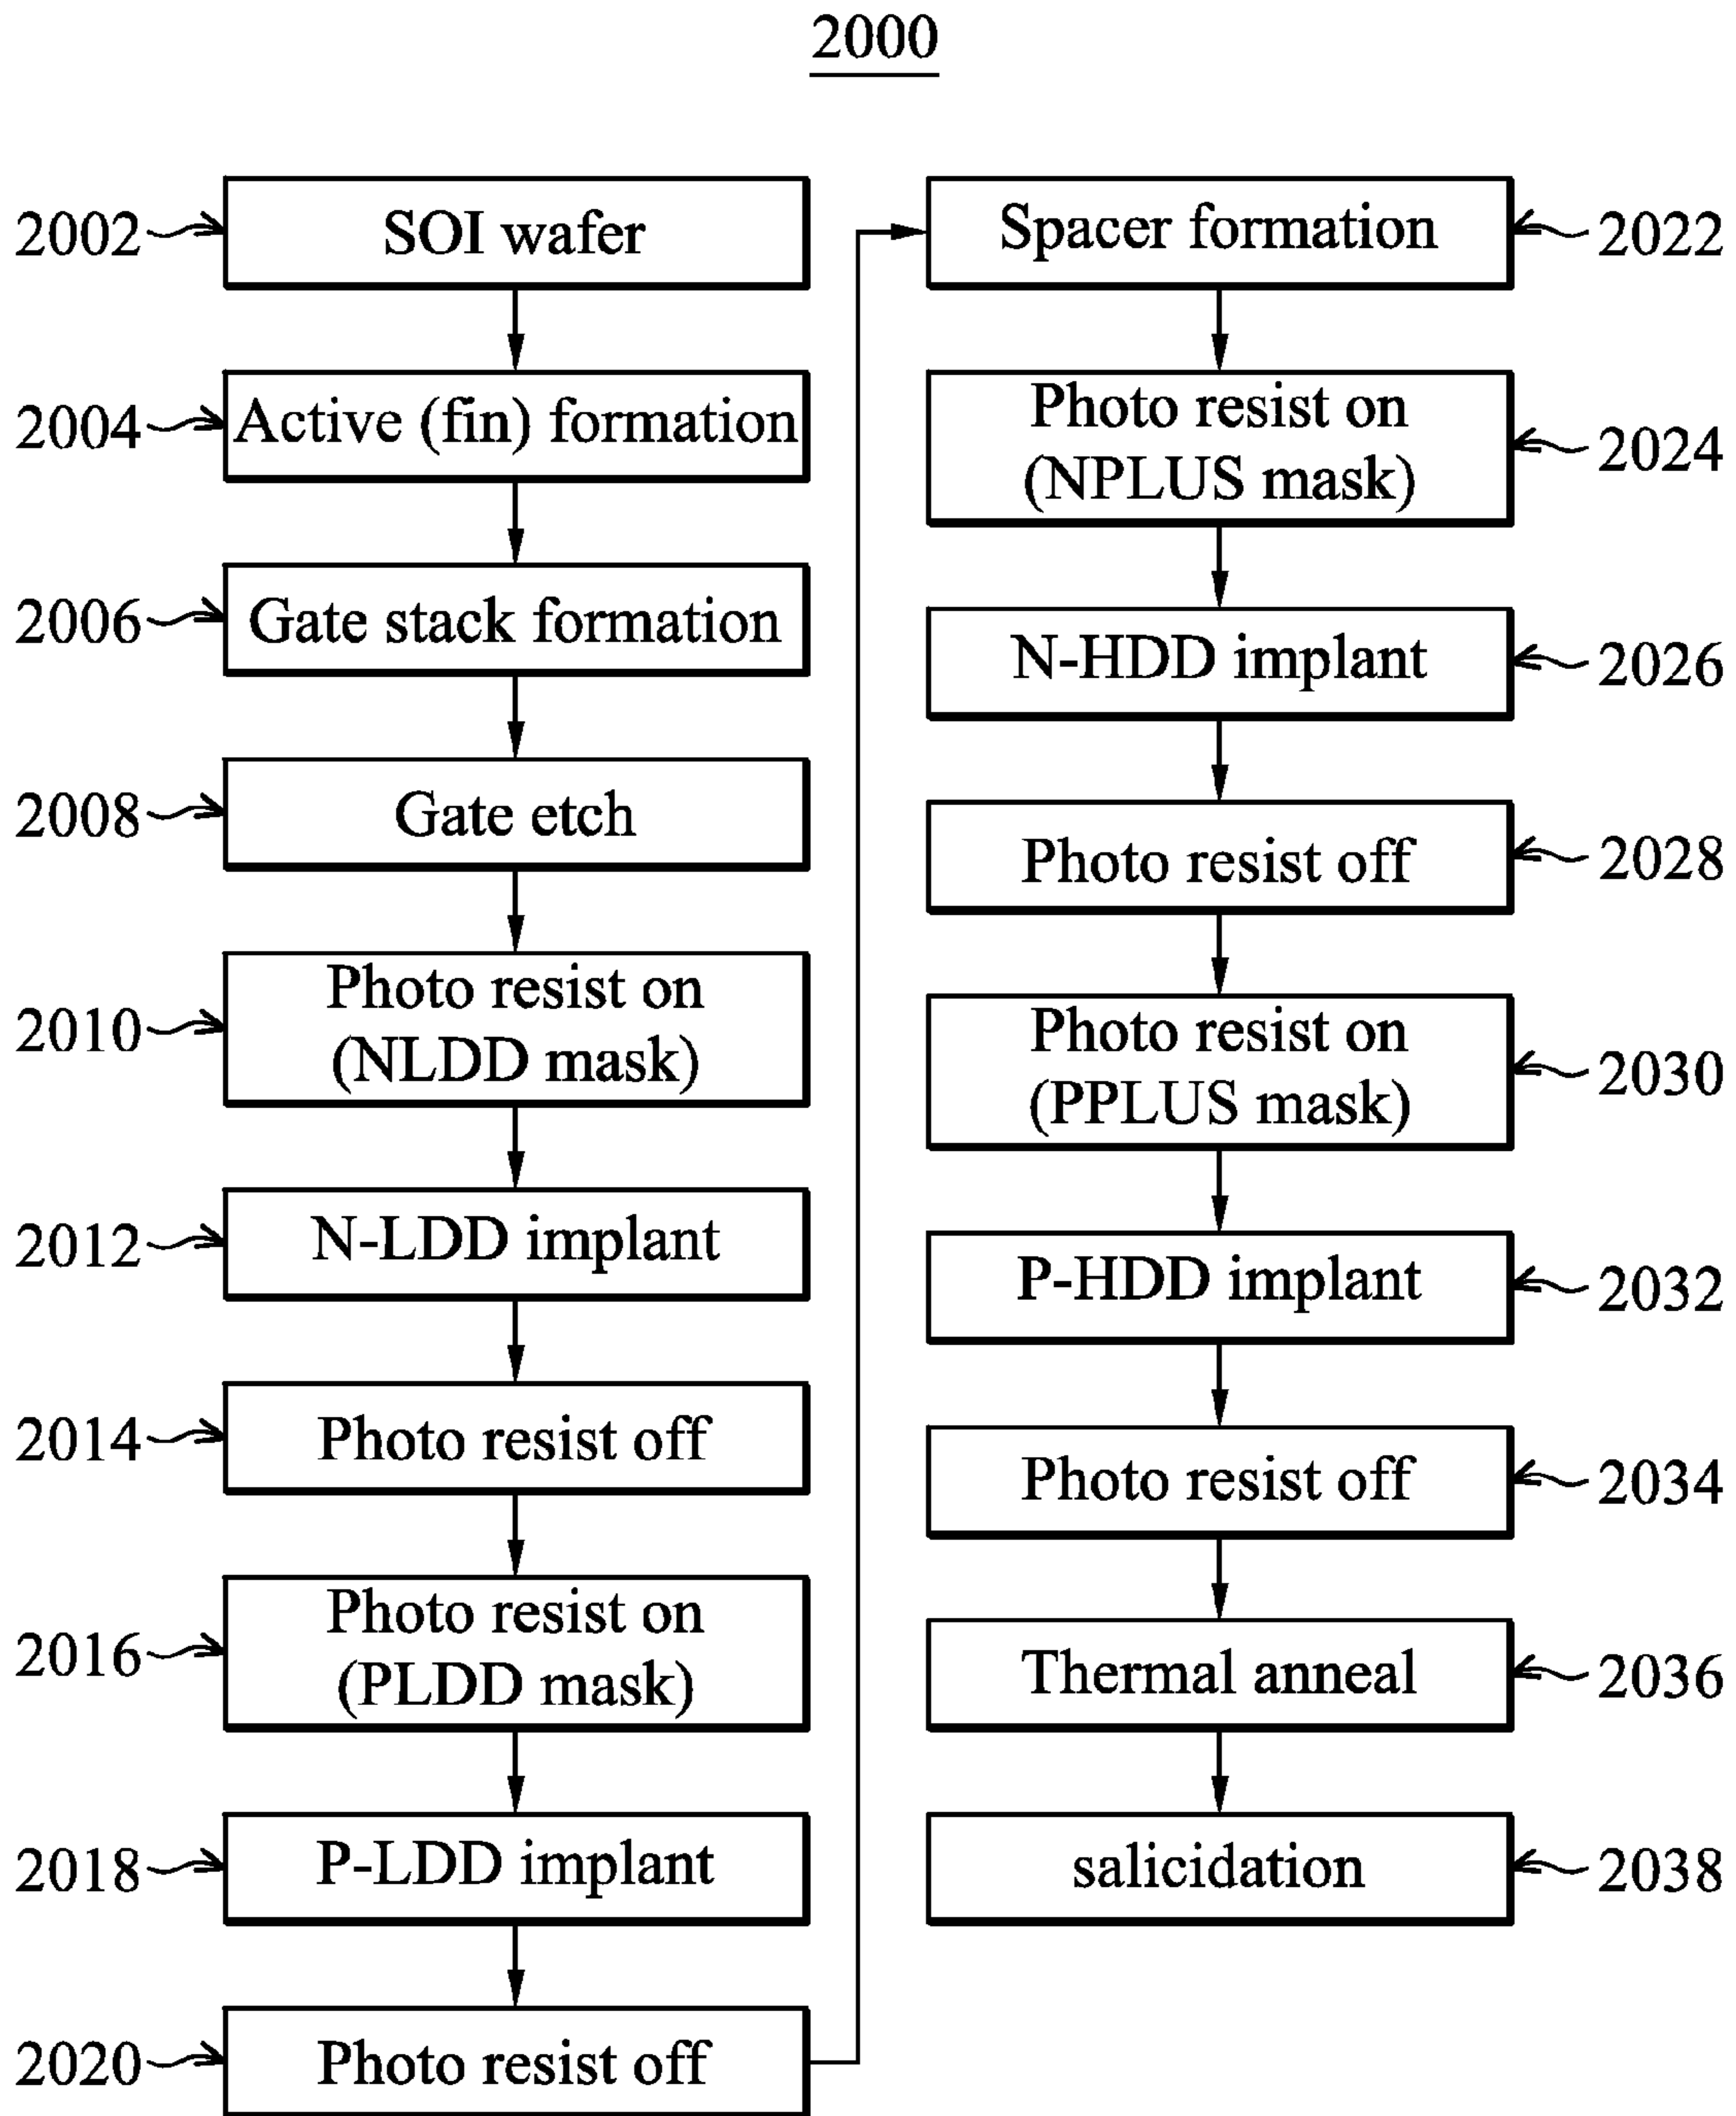 2000
2002
SOI wafer
2004
Active (fin) formation
2006
Gate stack formation
2008
Gate etch
2010
Photo resist on
(NLDD mask)
2012
N-LDD implant
2014
Photo resist off
2016
Photo resist on
(PLDD mask)
2018
P-LDD implant
2020
Photo resist off
Spacer formation
2022
Photo resist on
(NPLUS mask)
2024
N-HDD implant
2026
Photo resist off
2028
Photo resist on
(PPLUS mask)
2030
P-HDD implant
2032
Photo resist off
2034
Thermal anneal
2036
salicidation
2038